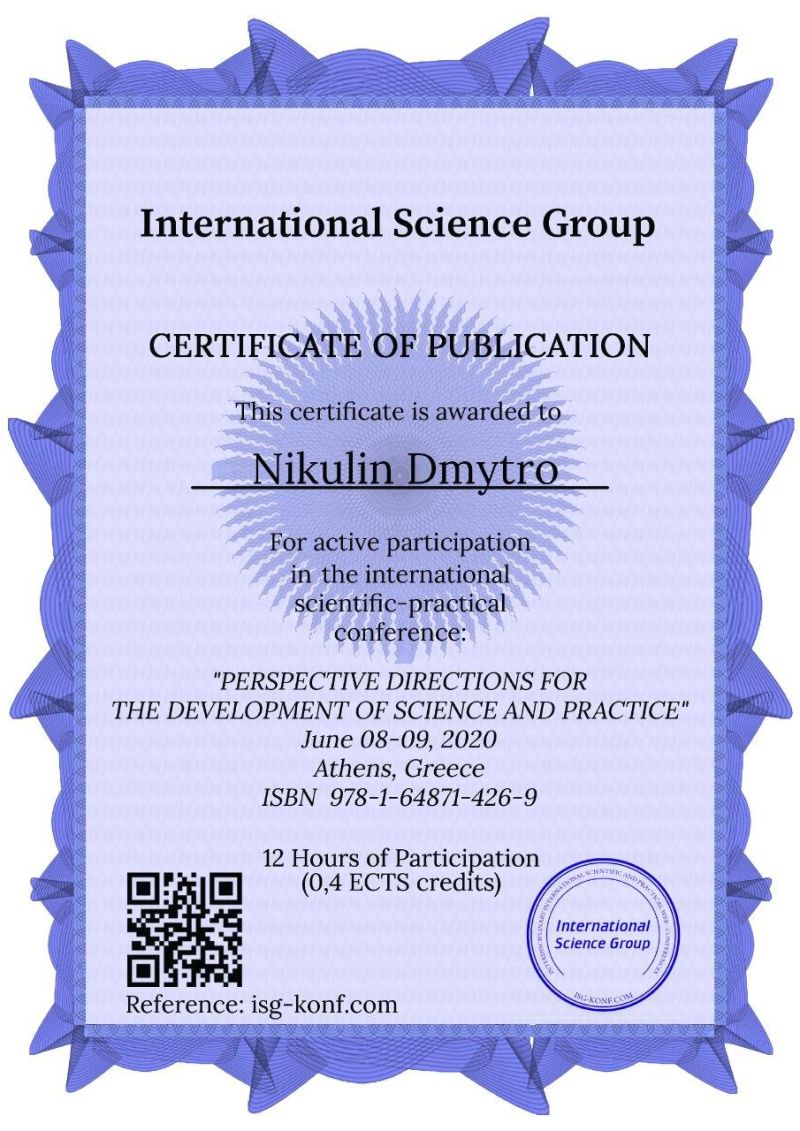 International Science Group
CERTIFICATE OF PUBLICATION
This certificate is awarded to
Nikulin Dmytro
For active participation
in the international
scientific-practical
conference:
"PERSPECTIVE DIRECTIONS FOR
THE DEVELOPMENT OF SCIENCE AND PRACTICE"
June 08-09, 2020
Athens, Greece
ISBN 978-1-64871-426-9
12 Hours of Participation
(0,4 ECTS credits)
INTERDISCIPLINARY INTERNATIONAL SCIENTIFIC AND PRACTICAL WEB - CONFERENCES
International
Science Group
ISG-KONF.COM
Reference: isg-konf.com